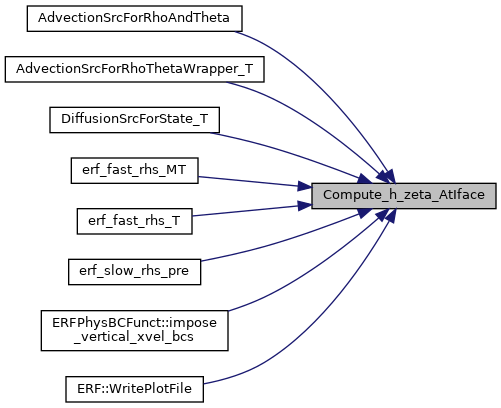 AdvectionSrcForRhoAndTheta
AdvectionSrcForRhoThetaWrapper_T
DiffusionSrcForState_T
erf_fast_rhs_MT
Compute_h_zeta_AtIface
erf_fast_rhs_T
erf_slow_rhs_pre
ERFPhysBCFunct::impose
_vertical_xvel_bcs
ERF::WritePlotFile